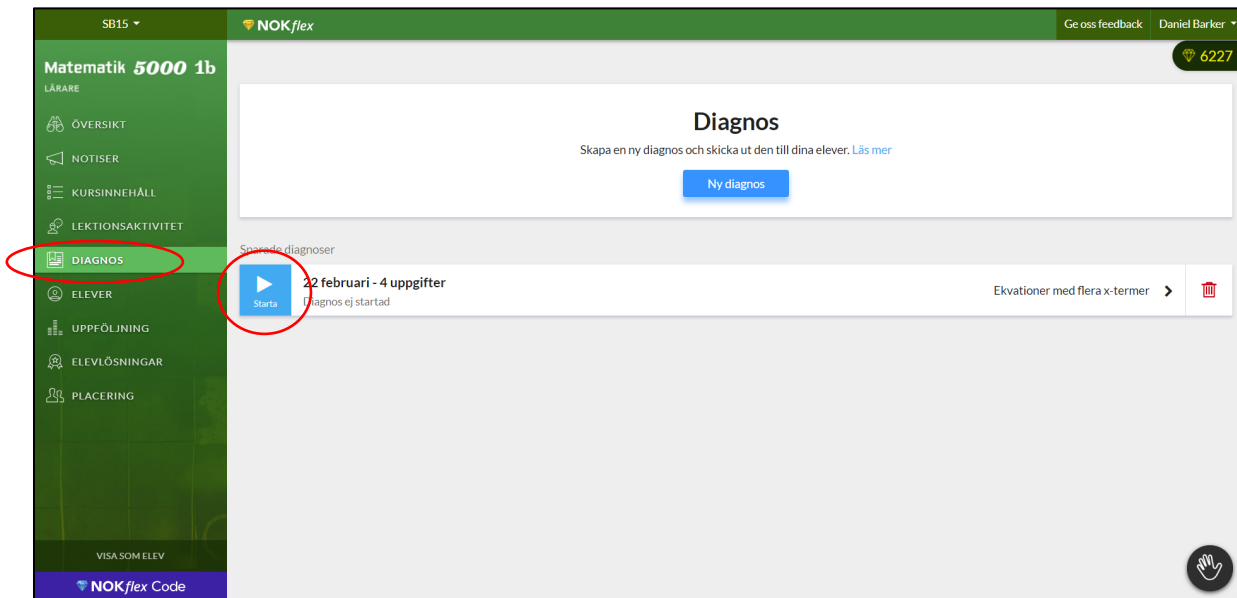 SB15
NOKflex
Ge oss feedback
Daniel Barker
6227
Matematik 5000 1b
LÄRARE
ÖVERSIKT
NOTISER
KURSINNEHÅLL
LEKTIONSAKTIVITET
DIAGNOS
ELEVER
UPPFÖLJNING
ELEVLÖSNINGAR
PLACERING
VISA SOM ELEV
NOKflex Code
Diagnos
Skapa en ny diagnos och skicka ut den till dina elever. Läs mer
Ny diagnos
Sparade diagnoser
Starta
22 februari - 4 uppgifter
Diagnos ej startad
Ekvationer med flera x-termer